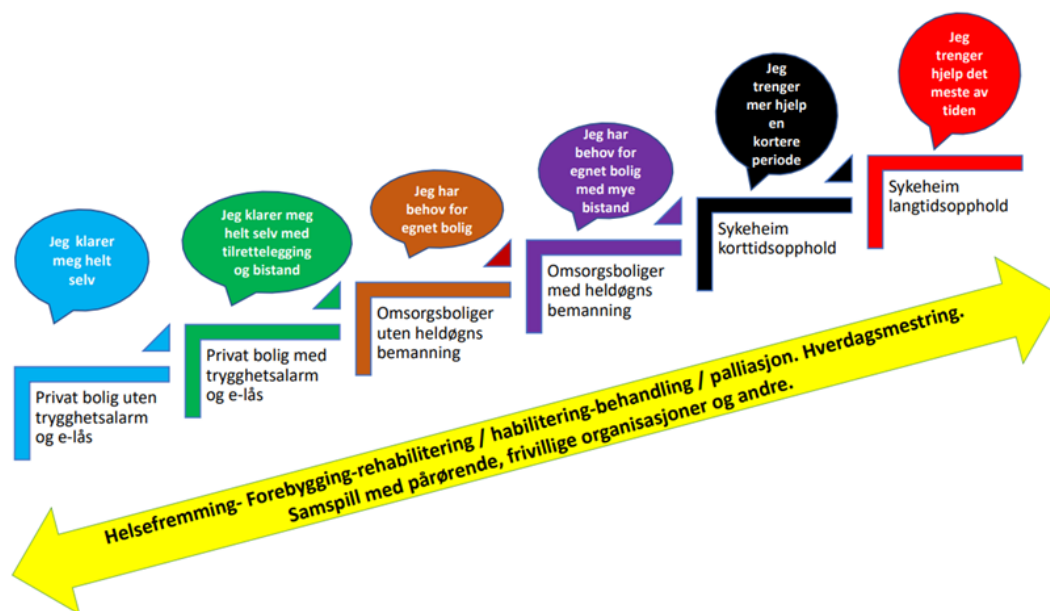 Jeg klarer
meg helt
selv
Privat bolig uten
trygghetsalarm
og e-lås
Jeg klarer meg
helt selv med
tilrettelegging
og bistand
Privat bolig med
trygghetsalarm
og e-lås
Jeg har
behov for
egnet bolig
Omsorgsboliger
uten heldøgns
bemanning
Jeg har
behov for
egnet bolig
med mye
bistand
Omsorgsboliger
med heldøgns
bemanning
Jeg
trenger
mer hjelp
en
kortere
periode
Sykeheim
korttidsopphold
Jeg
trenger
hjelp det
meste av
tiden
Sykeheim
langtidsopphold
Helsefremming- Forebygging-rehabilitering / habilitering-behandling / palliasjon. Hverdagsmestring.
Samspill med pårørende, frivillige organisasjoner og andre.